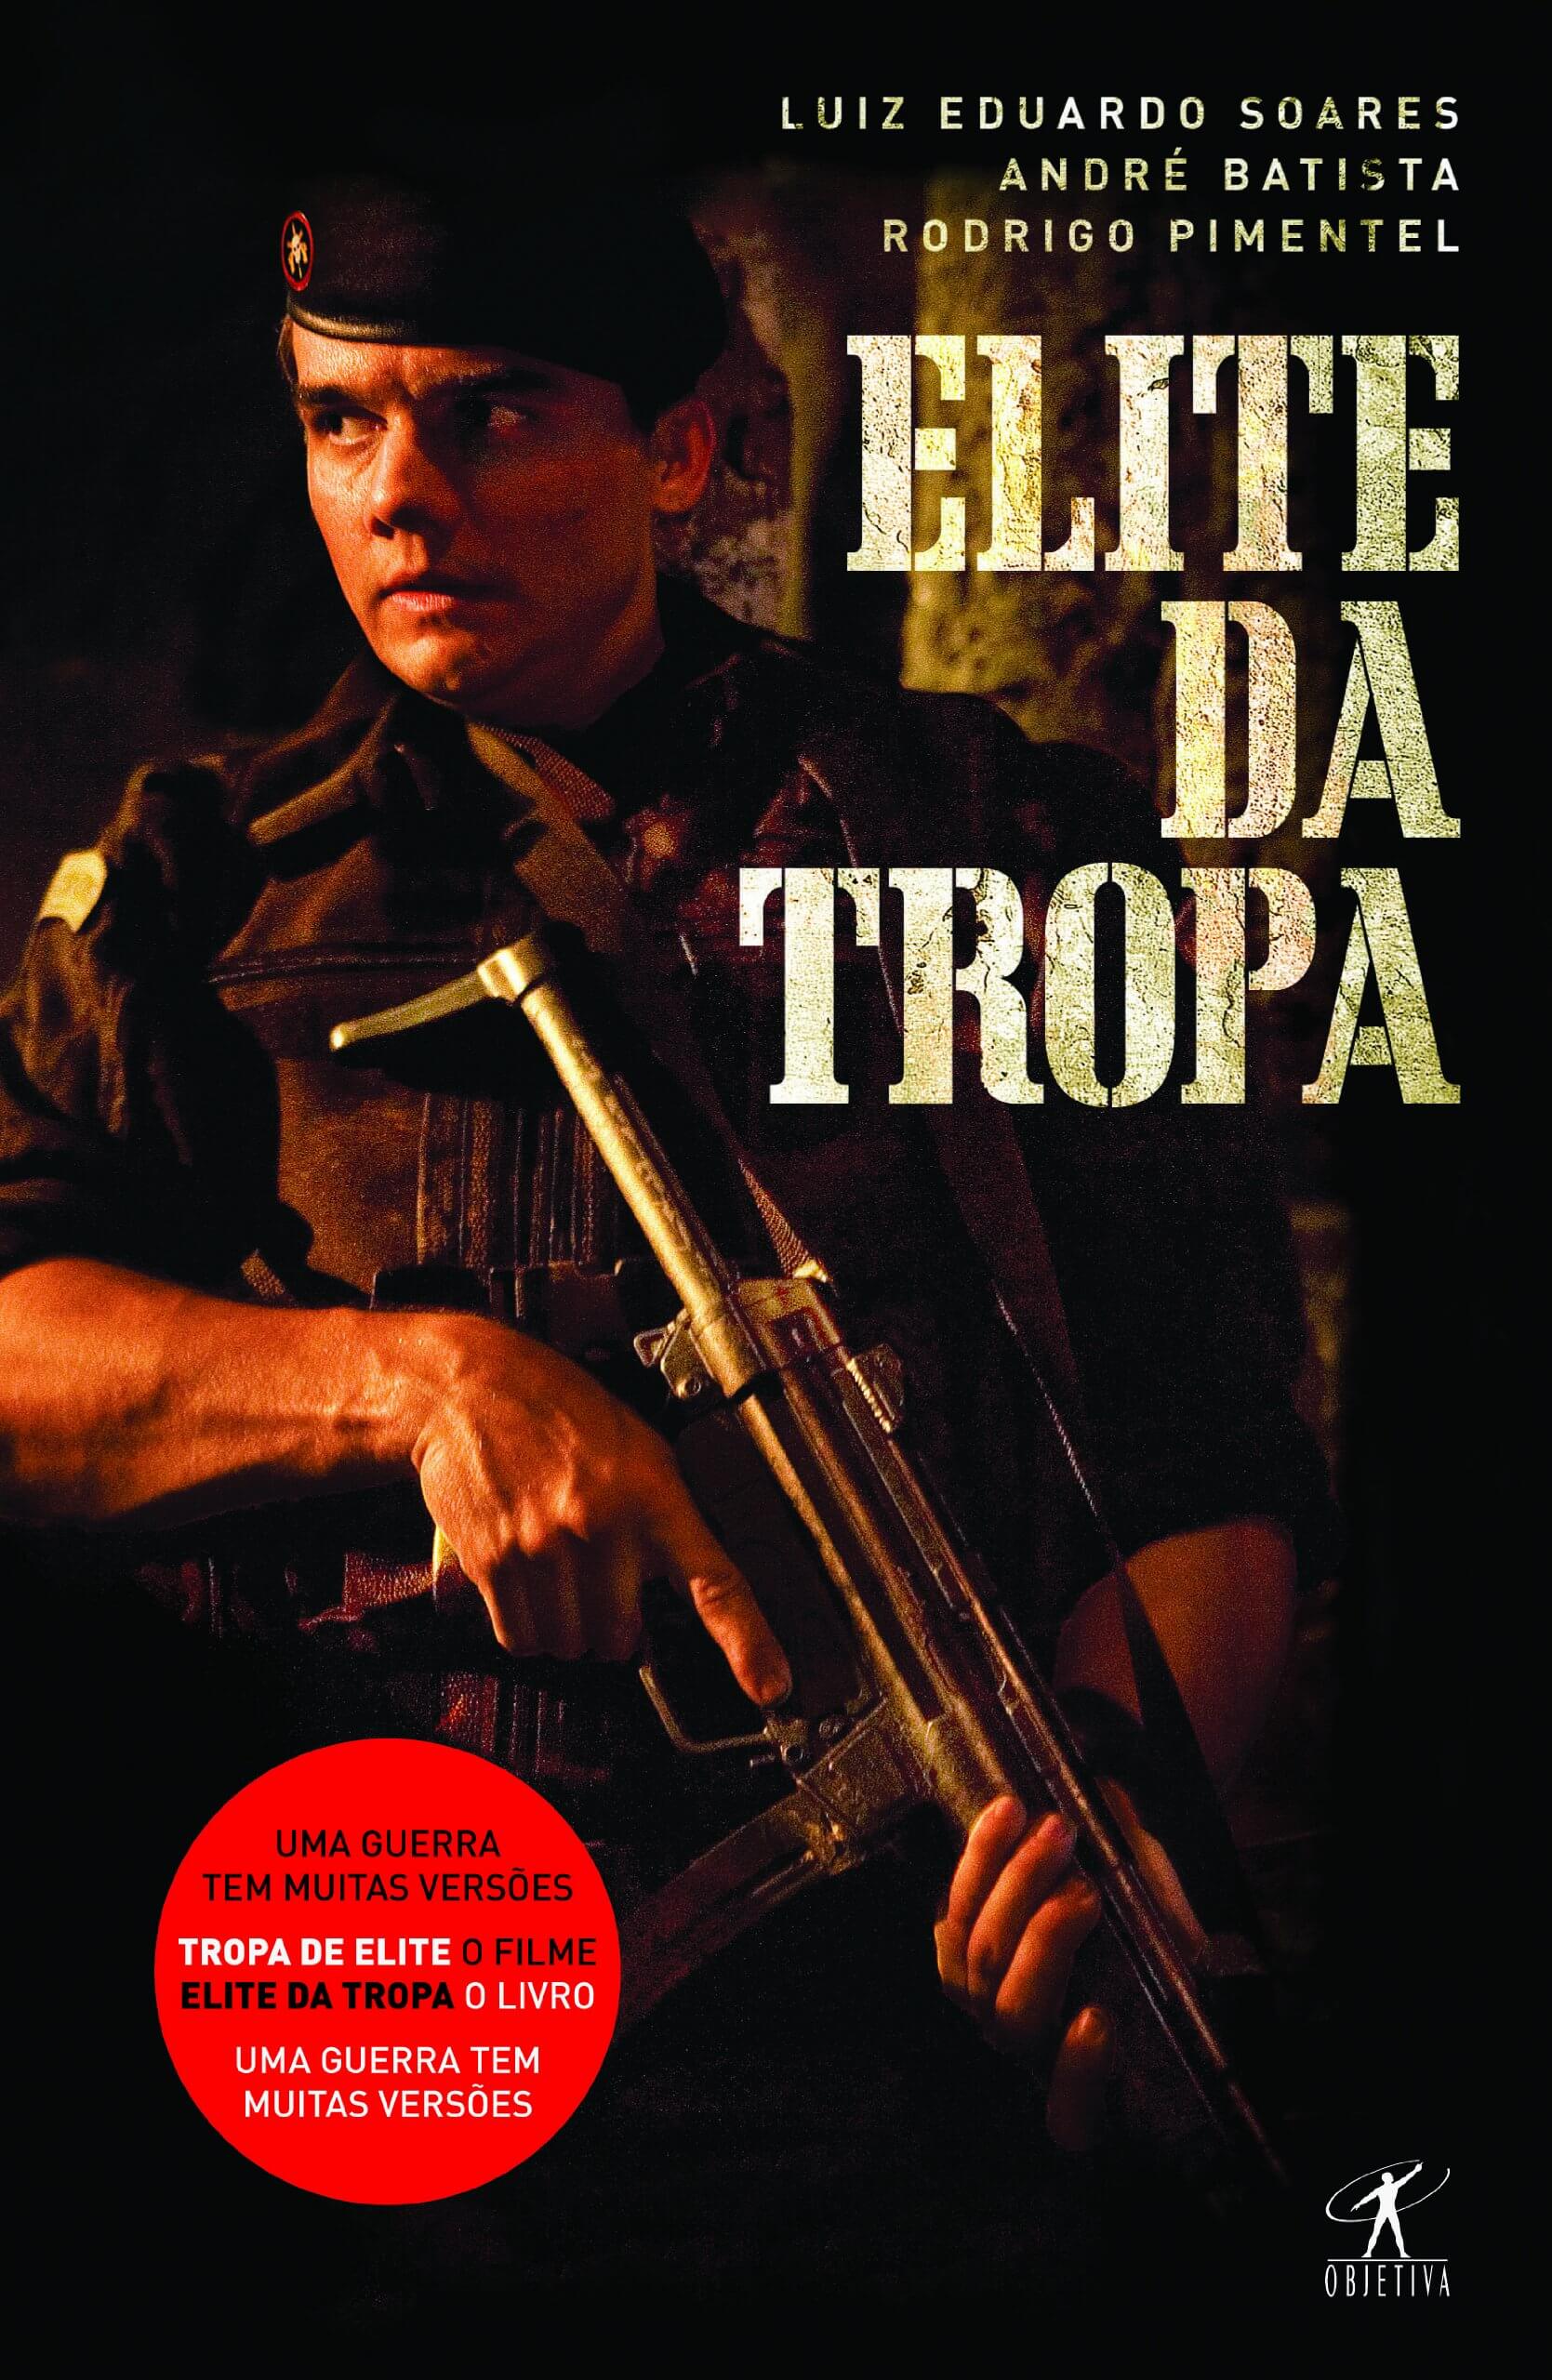 LUIZ EDUARDO SOARES
ANDRÉ BATISTA
RODRIGO PIMENTEL
ELITE
DA
TROPA
UMA GUERRA
TEM MUITAS VERSÕES
TROPA DE ELITE O FILME
ELITE DA TROPA O LIVRO
UMA GUERRA TEM
MUITAS VERSÕES
OBJETIVA